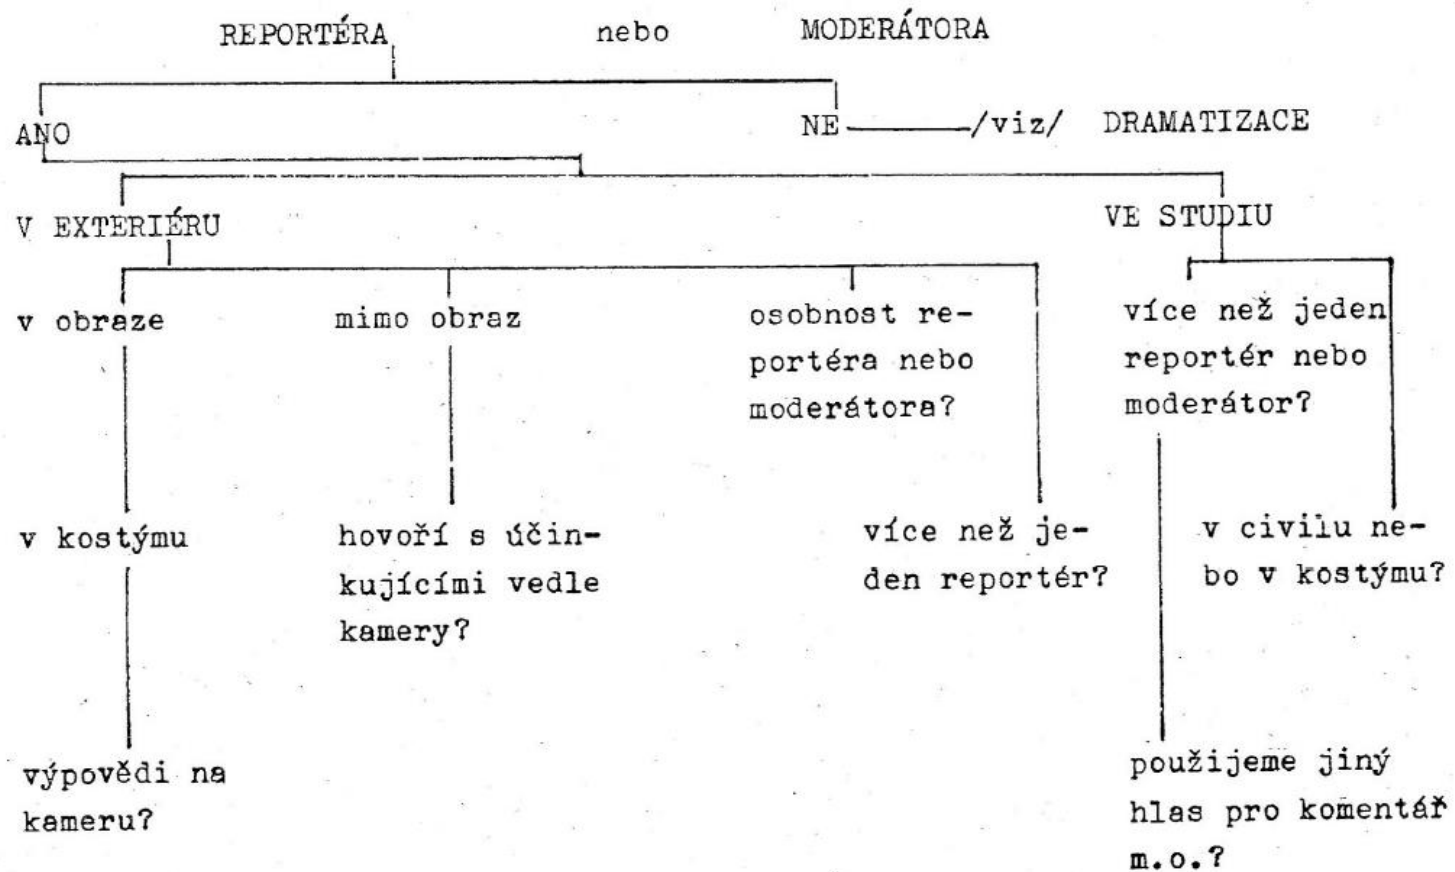 REPORTÉRA nebo MODERÁTORA
ANO NE /viz/ DRAMATIZACE
V EXTERIÉRU VE STUDIU
v obraze mimo obraz osobnost re- více než jeden
portéra nebo reportér nebo
moderátora? moderátor?
v kostýmu hovoří s účin- více než je- v civilu ne-
kujícími vedle den reportér? bo v kostýmu?
kamery?
výpovědi na použijeme jiný
kameru? hlas pro komentář
m.o.?